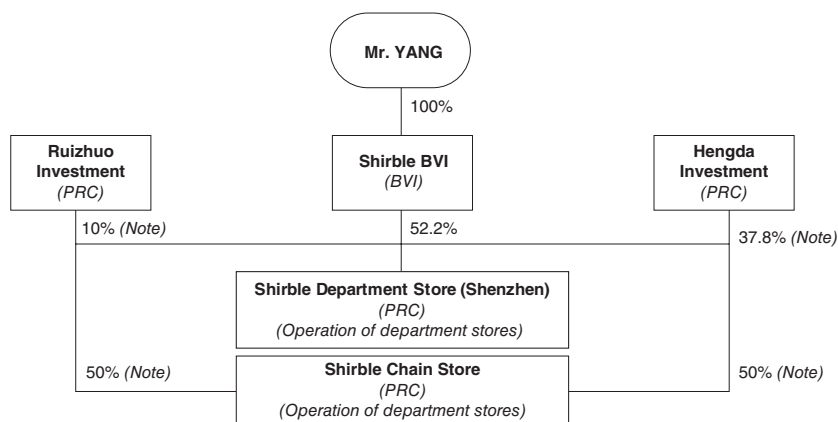 Mr. YANG
100%
Ruizhuo
Investment
(PRC)
Shirble BVI
(BVI)
Hengda
Investment
(PRC)
10% (Note)
52.2%
37.8% (Note)
Shirble Department Store (Shenzhen)
(PRC)
(Operation of department stores)
50% (Note)
Shirble Chain Store
(PRC)
(Operation of department stores)
50% (Note)